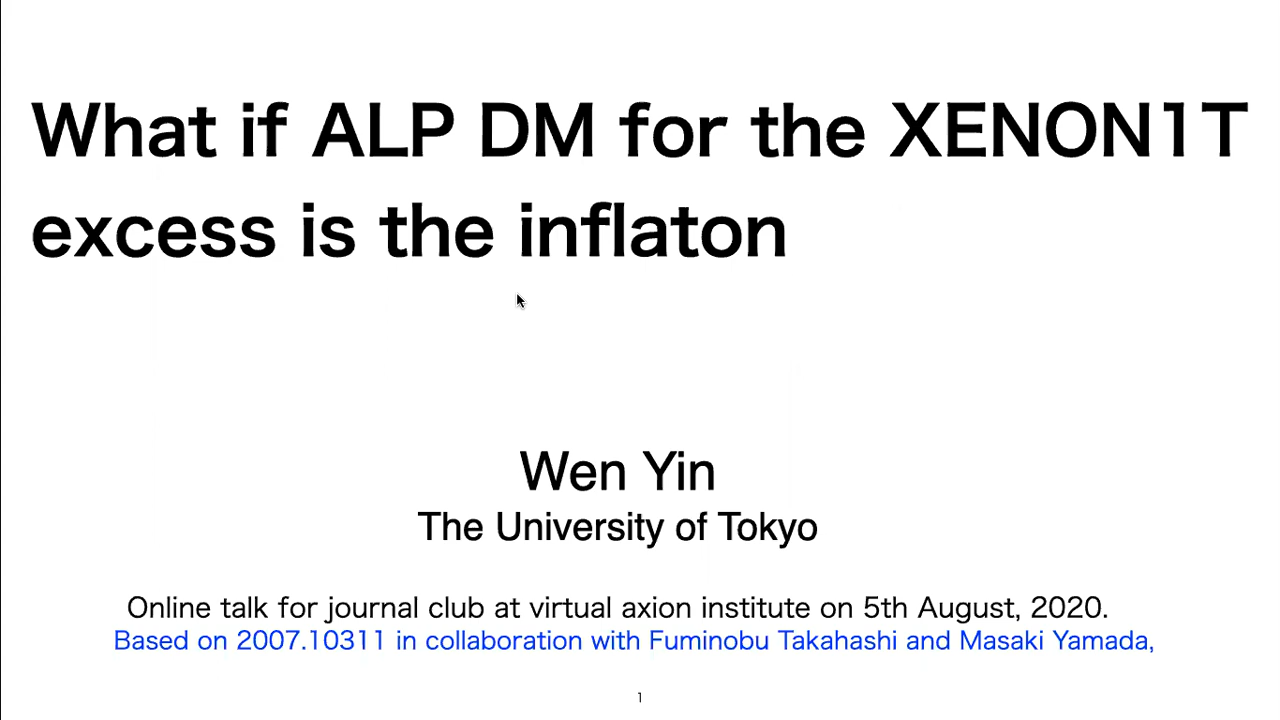 What if ALP DM for the XENON1T
excess is the inflaton
Wen Yin
The University of Tokyo
Online talk for journal club at virtual axion institute on 5th August, 2020.
Based on 2007.10311 in collaboration with Fuminobu Takahashi and Masaki Yamada,
1